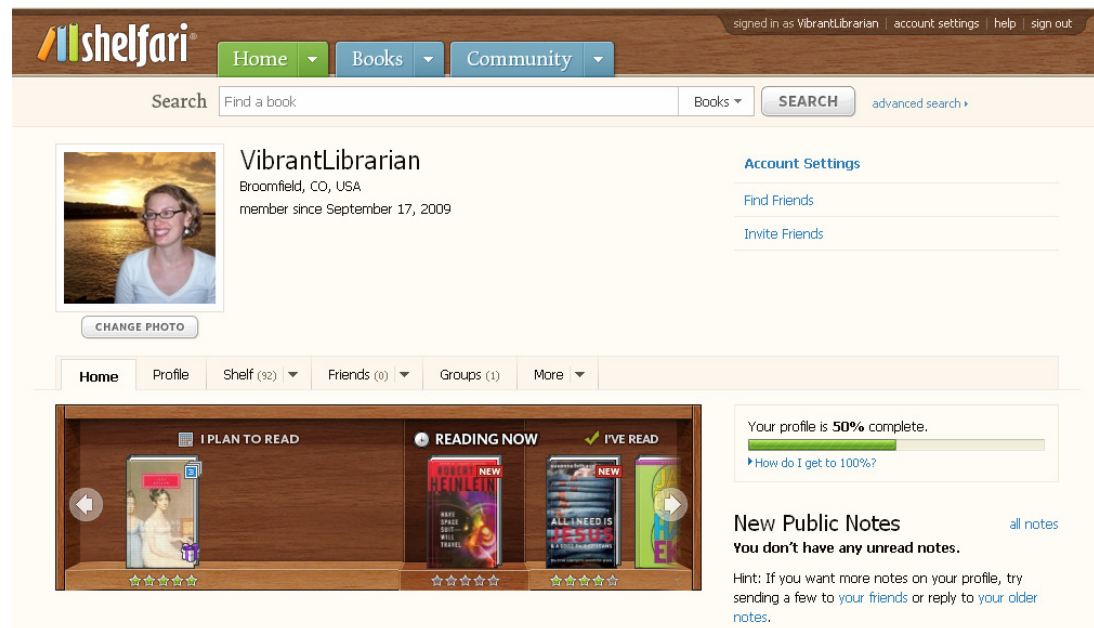 signed in as VibrantLibrarian | account settings | help | sign out
shelfari®
Home
Books
Community
Search
Find a book
Books
SEARCH
advanced search
VibrantLibrarian
Broomfield, CO, USA
member since September 17, 2009
CHANGE PHOTO
Account Settings
Find Friends
Invite Friends
Home
Profile
Shelf (92)
Friends (0)
Groups (1)
More
I PLAN TO READ
READING NOW
I'VE READ
3
ROBERT
HEINLEIN
NEW
HAVE
SPACE
SUIT—
WILL
TRAVEL
NEW
ALL I NEED IS
JESUS
Your profile is 50% complete.
How do I get to 100%?
New Public Notes
all notes
You don't have any unread notes.
Hint: If you want more notes on your profile, try
sending a few to your friends or reply to your older
notes.